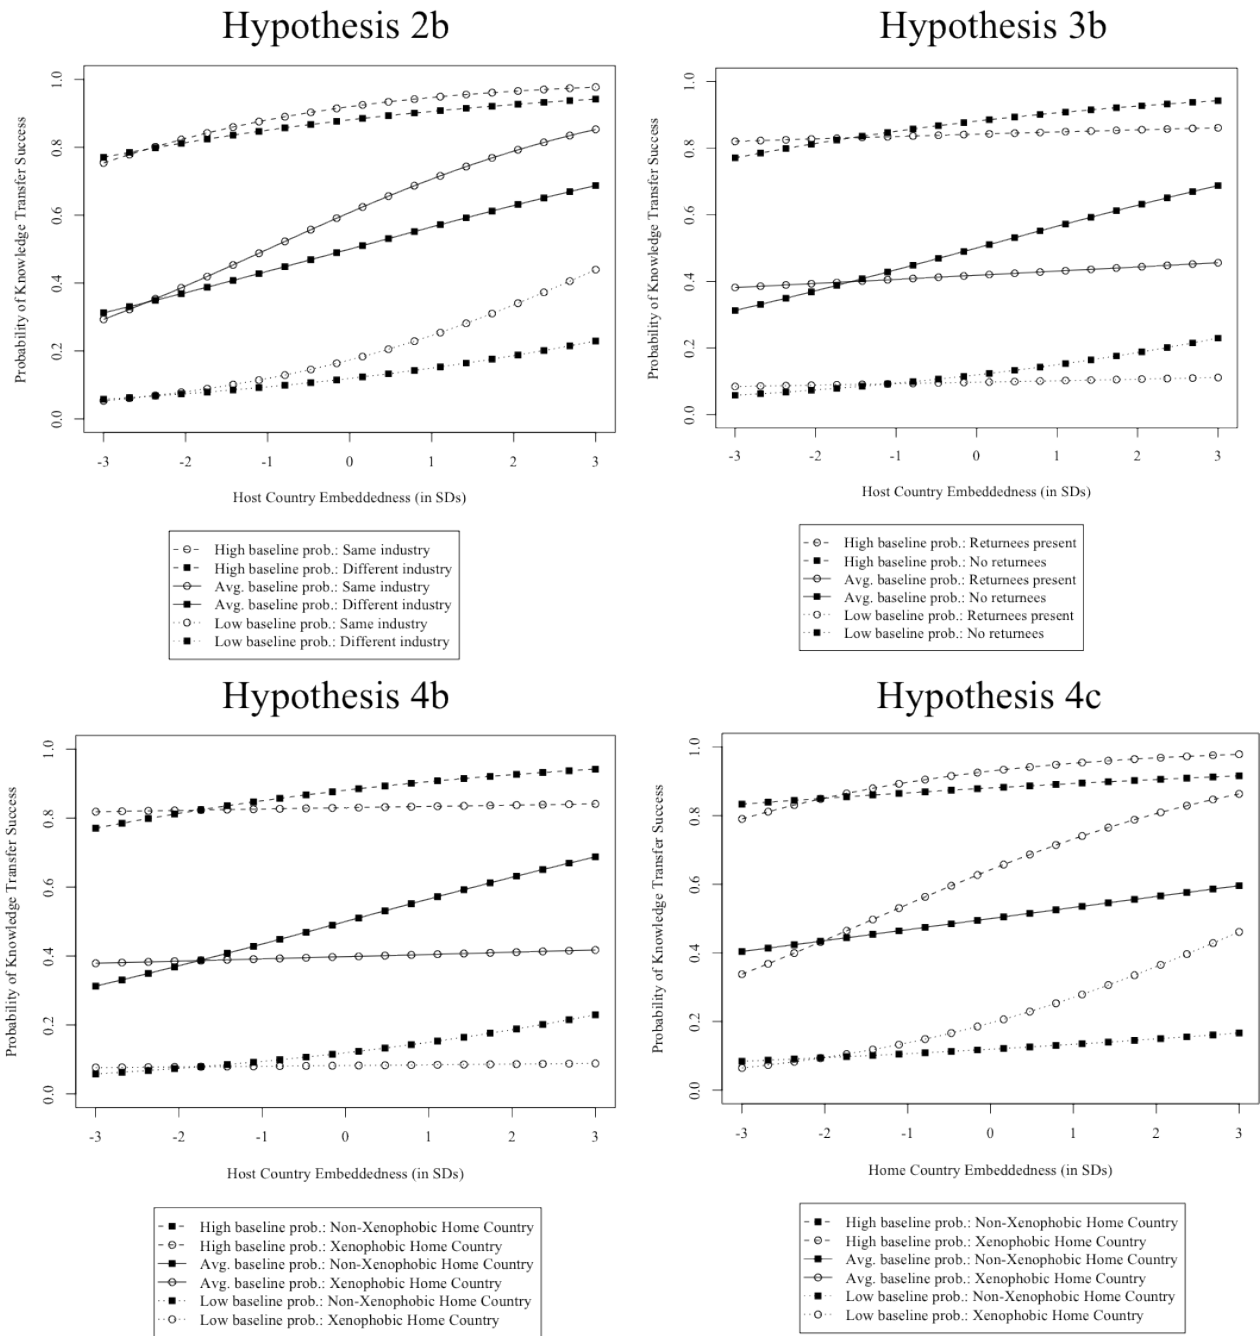 Hypothesis 2b
Probability of Knowledge Transfer Success
1.0
0.8
0.6
0.4
0.2
0.0
-3 -2 -1 0 1 2 3
Host Country Embeddedness (in SDs)
High baseline prob.: Same industry
High baseline prob.: Different industry
Avg. baseline prob.: Same industry
Avg. baseline prob.: Different industry
Low baseline prob.: Same industry
Low baseline prob.: Different industry
Hypothesis 3b
Probability of Knowledge Transfer Success
1.0
0.8
0.6
0.4
0.2
0.0
-3 -2 -1 0 1 2 3
Host Country Embeddedness (in SDs)
High baseline prob.: Returnees present
High baseline prob.: No returnees
Avg. baseline prob.: Returnees present
Avg. baseline prob.: No returnees
Low baseline prob.: Returnees present
Low baseline prob.: No returnees
Hypothesis 4b
Probability of Knowledge Transfer Success
1.0
0.8
0.6
0.4
0.2
0.0
-3 -2 -1 0 1 2 3
Host Country Embeddedness (in SDs)
High baseline prob.: Non-Xenophobic Home Country
High baseline prob.: Xenophobic Home Country
Avg. baseline prob.: Non-Xenophobic Home Country
Avg. baseline prob.: Xenophobic Home Country
Low baseline prob.: Non-Xenophobic Home Country
Low baseline prob.: Xenophobic Home Country
Hypothesis 4c
Probability of Knowledge Transfer Success
1.0
0.8
0.6
0.4
0.2
0.0
-3 -2 -1 0 1 2 3
Home Country Embeddedness (in SDs)
High baseline prob.: Non-Xenophobic Home Country
High baseline prob.: Xenophobic Home Country
Avg. baseline prob.: Non-Xenophobic Home Country
Avg. baseline prob.: Xenophobic Home Country
Low baseline prob.: Non-Xenophobic Home Country
Low baseline prob.: Xenophobic Home Country